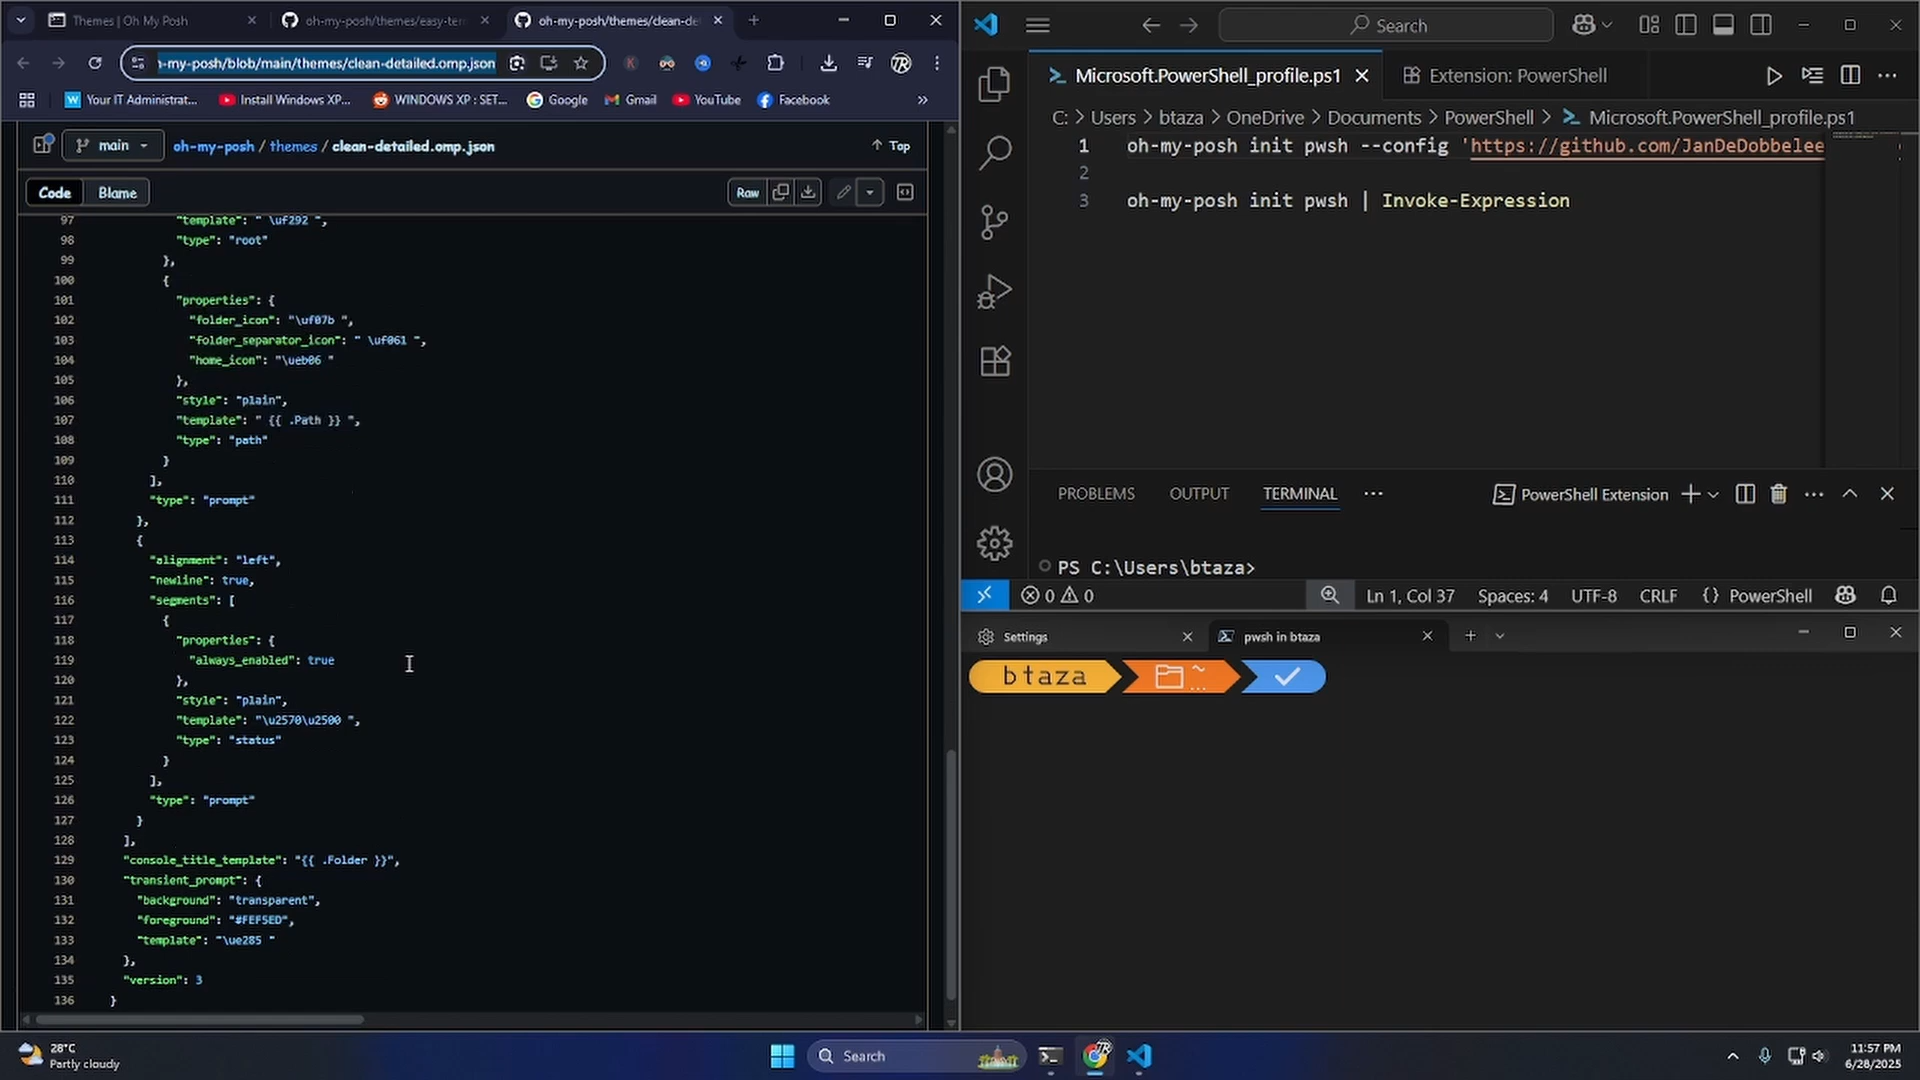 Themes | Oh My Posh
oh-my-posh/themes/easy-ter
oh-my-posh/themes/clean-de
-my-posh/blob/main/themes/clean-detailed.omp.json
Your IT Administrat...
Install Windows XP...
WINDOWS XP : SET...
Google
Gmail
YouTube
Facebook
main
oh-my-posh / themes / clean-detailed.omp.json
Top
Code
Blame
Raw
97 "template": " \uf292 ",
98 "type": "root"
99 },
100 {
101 "properties": {
102 "folder_icon": "\uf07b ",
103 "folder_separator_icon": " \uf061 ",
104 "home_icon": "\ueb06 "
105 },
106 "style": "plain",
107 "template": " {{ .Path }} ",
108 "type": "path"
109 }
110 ],
111 "type": "prompt"
112 },
113 {
114 "alignment": "left",
115 "newline": true,
116 "segments": [
117 {
118 "properties": {
119 "always_enabled": true
120 },
121 "style": "plain",
122 "template": "\u2570\u2500 ",
123 "type": "status"
124 }
125 ],
126 "type": "prompt"
127 }
128 ],
129 "console_title_template": "{{ .Folder }}",
130 "transient_prompt": {
131 "background": "transparent",
132 "foreground": "#FEF5ED",
133 "template": "\ue285 "
134 },
135 "version": 3
136 }
Search
Microsoft.PowerShell_profile.ps1
Extension: PowerShell
C: > Users > btaza > OneDrive > Documents > PowerShell > Microsoft.PowerShell_profile.ps1
1 oh-my-posh init pwsh --config 'https://github.com/JanDeDobbelee
2
3 oh-my-posh init pwsh | Invoke-Expression
PROBLEMS
OUTPUT
TERMINAL
PowerShell Extension
PS C:\Users\btaza>
0 0
Ln 1, Col 37
Spaces: 4
UTF-8
CRLF
{} PowerShell
Settings
pwsh in btaza
btaza
~
28°C
Partly cloudy
Search
11:57 PM
6/28/2025